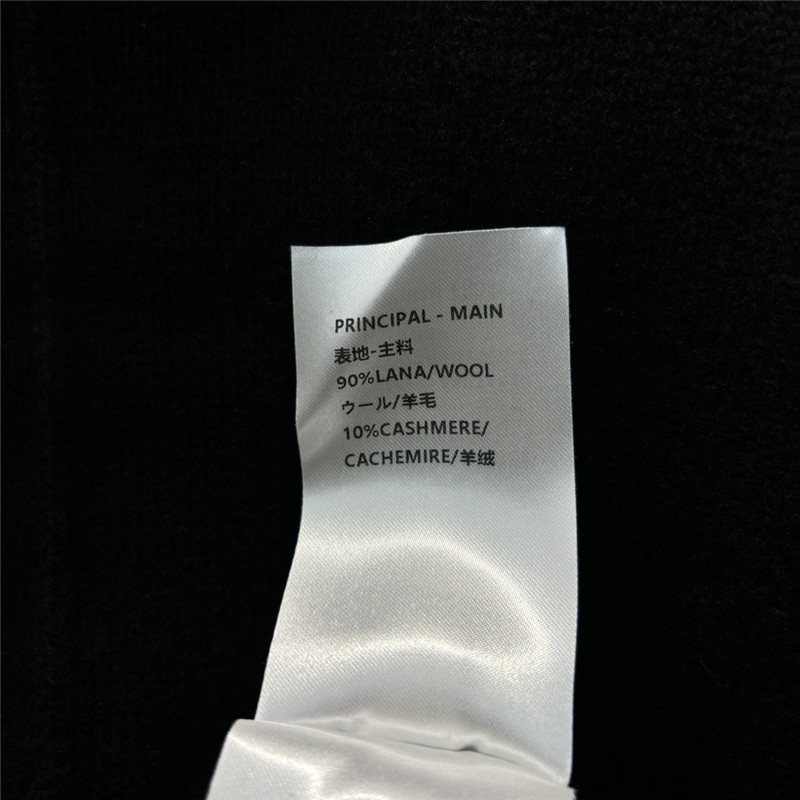 PRINCIPAL - MAIN
表地-主料
90%LANA/WOOL
ウール/羊毛
10%CASHMERE/
CACHEMIRE/羊绒